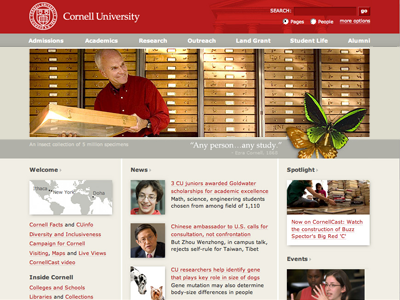 Cornell University
SEARCH:
go
Pages People more options
Admissions Academics Research Outreach Land Grant Student Life Alumni
An insect collection of 5 million specimens
"Any person...any study."
Welcome
Ithaca
New York
Doha
Cornell Facts and CUinfo
Diversity and Inclusiveness
Campaign for Cornell
Visiting, Maps and Live Views
CornellCast video
Inside Cornell
Colleges and Schools
Libraries and Collections
News
3 CU juniors awarded Goldwater
scholarships for academic excellence
Math, science, engineering students
chosen from among field of 1,110
Chinese ambassador to U.S. calls for
consultation, not confrontation
But Zhou Wenzhong, in campus talk,
rejects self-rule for Taiwan, Tibet
CU researchers help identify gene
that plays key role in size of dogs
Gene mutation may also determine
body-size differences in people
Spotlight
Now on CornellCast: Watch
the construction of Buzz
Spector's Big Red 'C'
Events